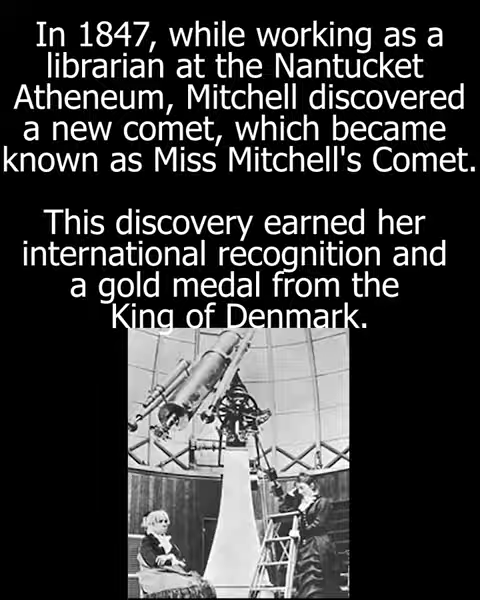 In 1847, while working as a
librarian at the Nantucket
Atheneum, Mitchell discovered
a new comet, which became
known as Miss Mitchell's Comet.
This discovery earned her
international recognition and
a gold medal from the
King of Denmark.